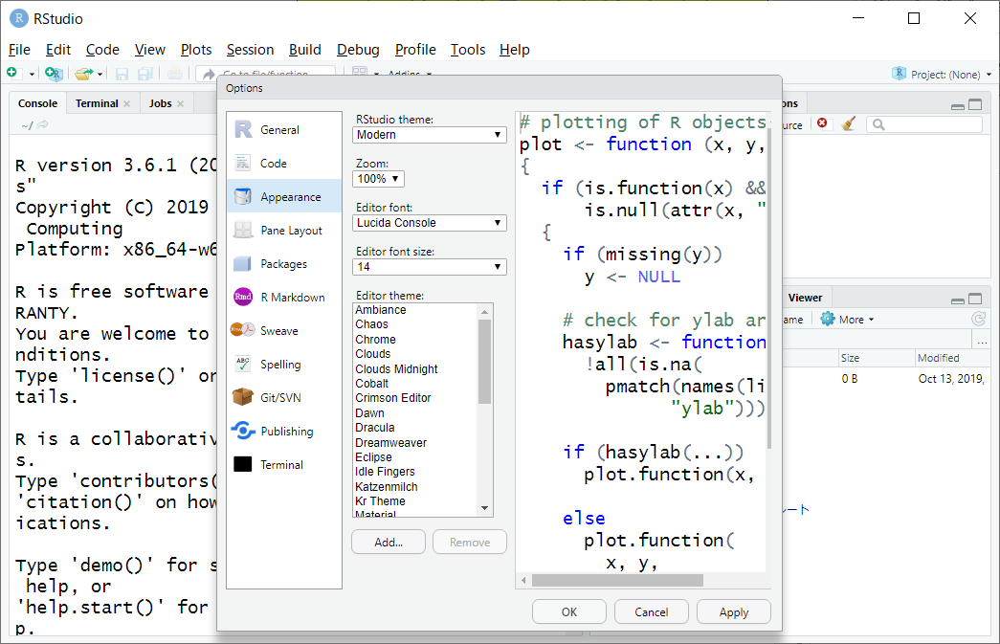 RStudio
File Edit Code View Plots Session Build Debug Profile Tools Help
Go to file/function Addins Project: (None)
Console Terminal Jobs
~/
R version 3.6.1 (20
s"
Copyright (C) 2019
Computing
Platform: x86_64-w6
R is free software
RANTY.
You are welcome to
nditions.
Type 'license()' or
tails.
R is a collaborativ
s.
Type 'contributors(
'citation()' on how
ications.
Type 'demo()' for s
help, or
'help.start()' for
p.
Options
General
Code
Appearance
Pane Layout
Packages
Rmd R Markdown
Sweave
ABC Spelling
Git/SVN
Publishing
Terminal
RStudio theme:
Modern
Zoom:
100%
Editor font:
Lucida Console
Editor font size:
14
Editor theme:
Ambiance
Chaos
Chrome
Clouds
Clouds Midnight
Cobalt
Crimson Editor
Dawn
Dracula
Dreamweaver
Eclipse
Idle Fingers
Katzenmilch
Kr Theme
Material
Add... Remove
# plotting of R objects
plot <- function (x, y,
{
if (is.function(x) &&
is.null(attr(x, "
{
if (missing(y))
y <- NULL
# check for ylab ar
hasylab <- function
!all(is.na(
pmatch(names(li
"ylab")))
if (hasylab(...))
plot.function(x,
else
plot.function(
x, y,
OK Cancel Apply
ons
urce
Viewer
ame More
...
Size Modified
0 B Oct 13, 2019,
ート